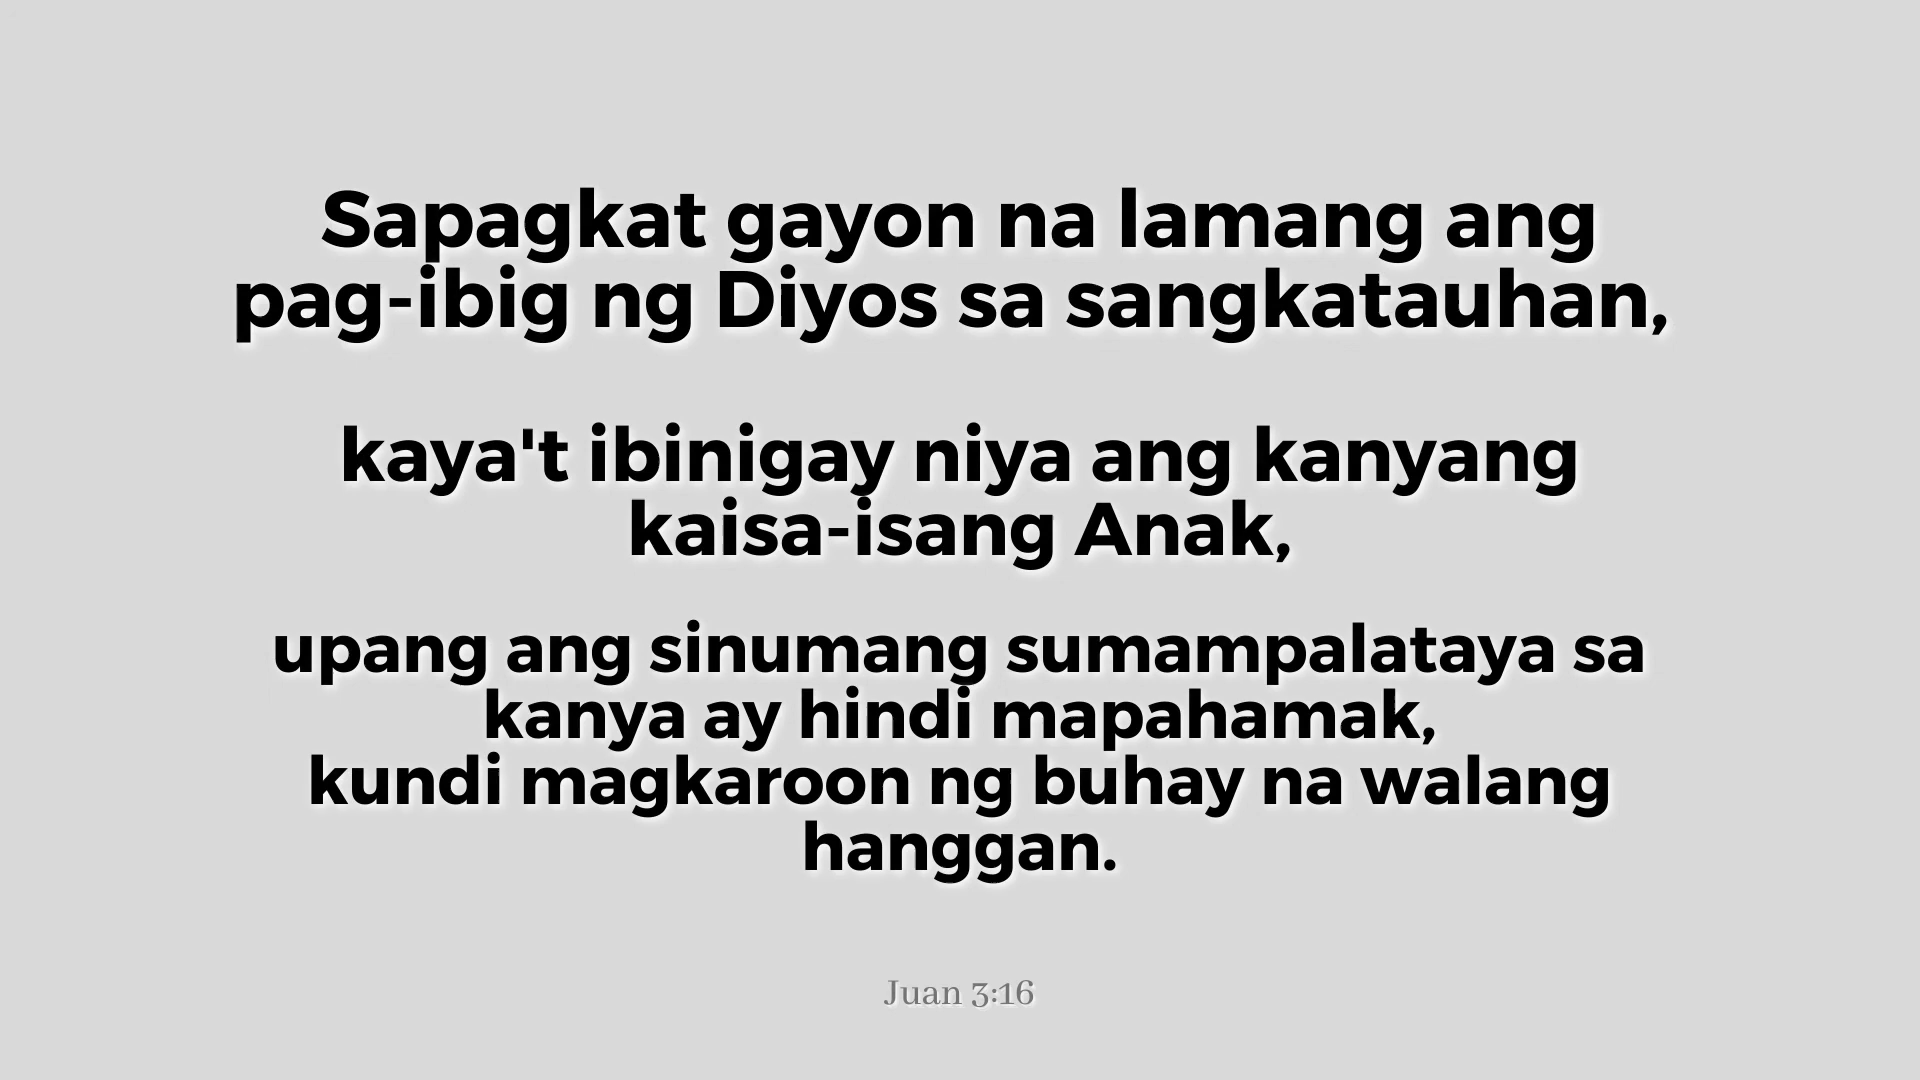 Sapagkat gayon na lamang ang
pag-ibig ng Diyos sa sangkatauhan,
kaya't ibinigay niya ang kanyang
kaisa-isang Anak,
upang ang sinumang sumampalataya sa
kanya ay hindi mapahamak,
kundi magkaroon ng buhay na walang
hanggan.
Juan 3:16